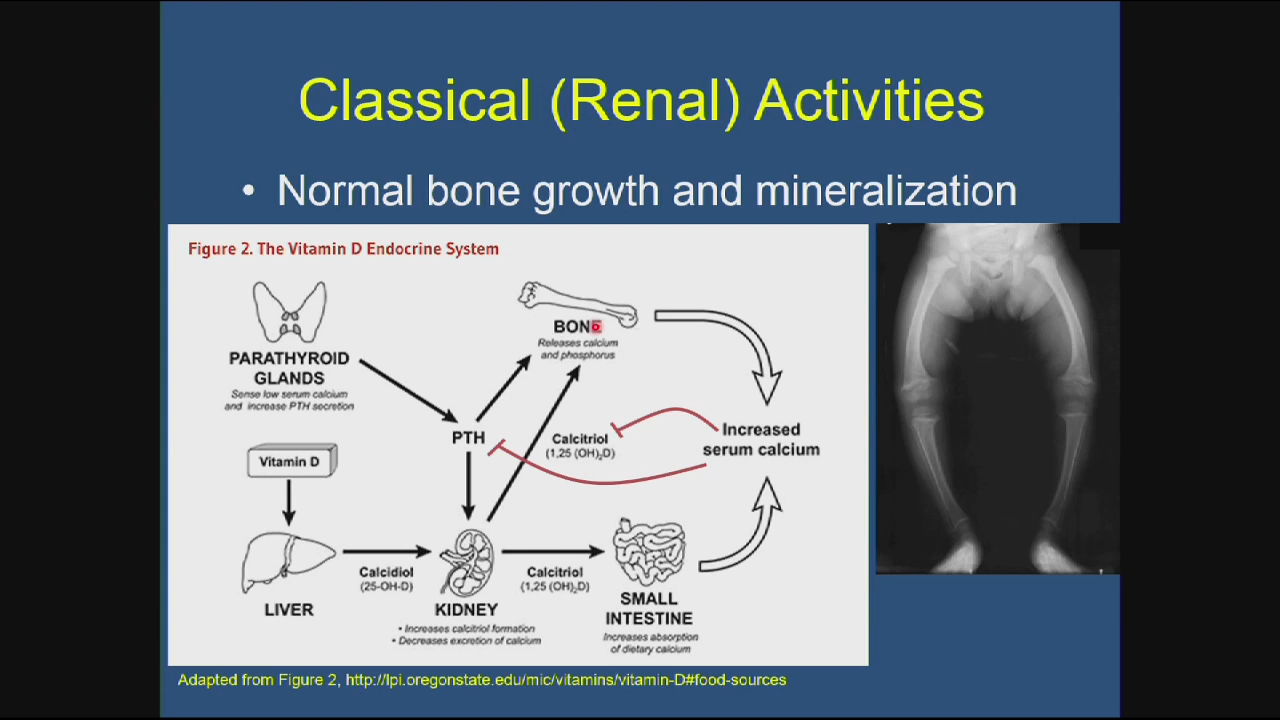 Classical (Renal) Activities
• Normal bone growth and mineralization
Figure 2. The Vitamin D Endocrine System
PARATHYROID
GLANDS
Sense low serum calcium
and increase PTH secretion
BONE
Releases calcium
and phosphorus
PTH
Calcitriol
(1,25 (OH)₂D)
Increased
serum calcium
Vitamin D
LIVER
Calcidiol
(25-OH-D)
KIDNEY
• Increases calcitriol formation
• Decreases excretion of calcium
Calcitriol
(1,25 (OH)₂D)
SMALL
INTESTINE
Increases absorption
of dietary calcium
Adapted from Figure 2, http://lpi.oregonstate.edu/mic/vitamins/vitamin-D#food-sources